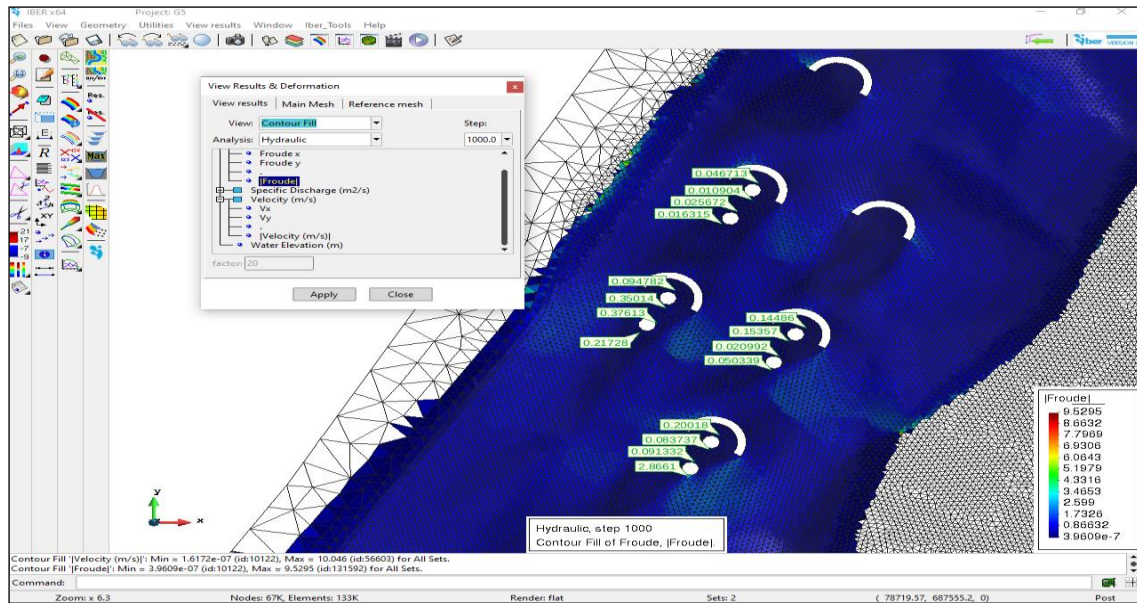 IBER x64 Project: G5
Files View Geometry Utilities View results Window Iber_Tools Help
Iber VERSION
View Results & Deformation
x
View results Main Mesh Reference mesh
View: Contour Fill Step:
Analysis: Hydraulic 1000.0
Froude x
Froude y
.
|Froude|
Specific Discharge (m2/s)
Velocity (m/s)
Vx
Vy
.
|Velocity (m/s)|
Water Elevation (m)
factor: 20
Apply Close
Res.
Max
0.046713
0.010904
0.025672
0.016315
0.094782
0.35014
0.37613
0.21728
0.14486
0.15357
0.020992
0.050339
0.20018
0.083737
0.091332
2.8661
|Froude|
9.5295
8.6632
7.7969
6.9306
6.0643
5.1979
4.3316
3.4653
2.599
1.7326
0.86632
3.9609e-7
y
x
Hydraulic, step 1000
Contour Fill of Froude, |Froude|.
Contour Fill '|Velocity (m/s)|': Min = 1.6172e-07 (id:10122), Max = 10.046 (id:56603) for All Sets.
Contour Fill '|Froude|': Min = 3.9609e-07 (id:10122), Max = 9.5295 (id:131592) for All Sets.
Command:
Zoom: x 6.3 Nodes: 67K, Elements: 133K Render: flat Sets: 2 ( 78719.57, 687555.2, 0) Post